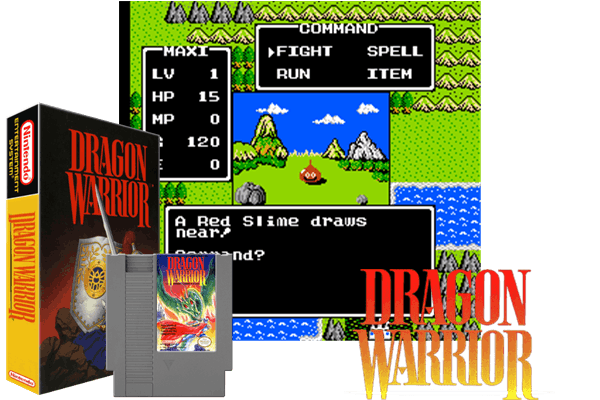 COMMAND
▶FIGHT SPELL
RUN ITEM
MAXI
LV 1
HP 15
MP 0
G 120
E 0
A Red Slime draws
near!
Command?
Nintendo
ENTERTAINMENT
SYSTEM
DRAGON
WARRIOR
DRAGON WARRIOR
Nintendo
DRAGON
WARRIOR
DRAGON
WARRIOR